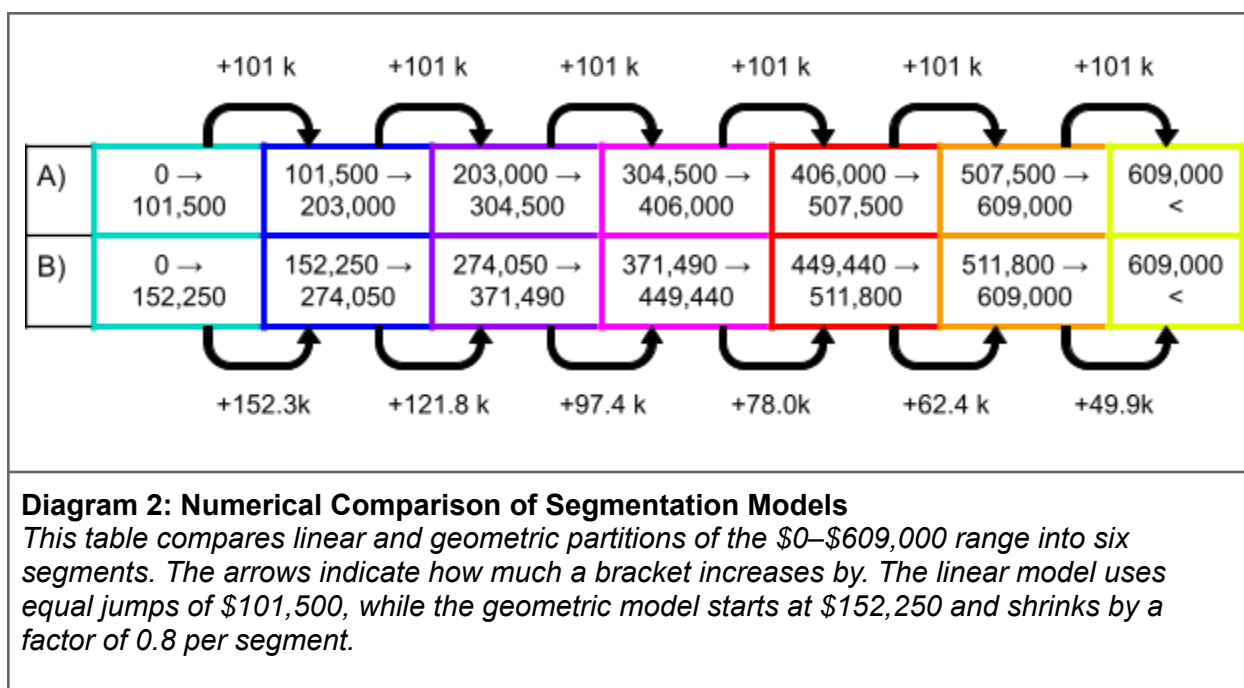 +101 k +101 k +101 k +101 k +101 k +101 k
A) 0 → 101,500 → 203,000 → 304,500 → 406,000 → 507,500 → 609,000
101,500 203,000 304,500 406,000 507,500 609,000 <
B) 0 → 152,250 → 274,050 → 371,490 → 449,440 → 511,800 → 609,000
152,250 274,050 371,490 449,440 511,800 609,000 <
+152.3k +121.8 k +97.4 k +78.0k +62.4 k +49.9k
Diagram 2: Numerical Comparison of Segmentation Models
This table compares linear and geometric partitions of the $0–$609,000 range into six
segments. The arrows indicate how much a bracket increases by. The linear model uses
equal jumps of $101,500, while the geometric model starts at $152,250 and shrinks by a
factor of 0.8 per segment.